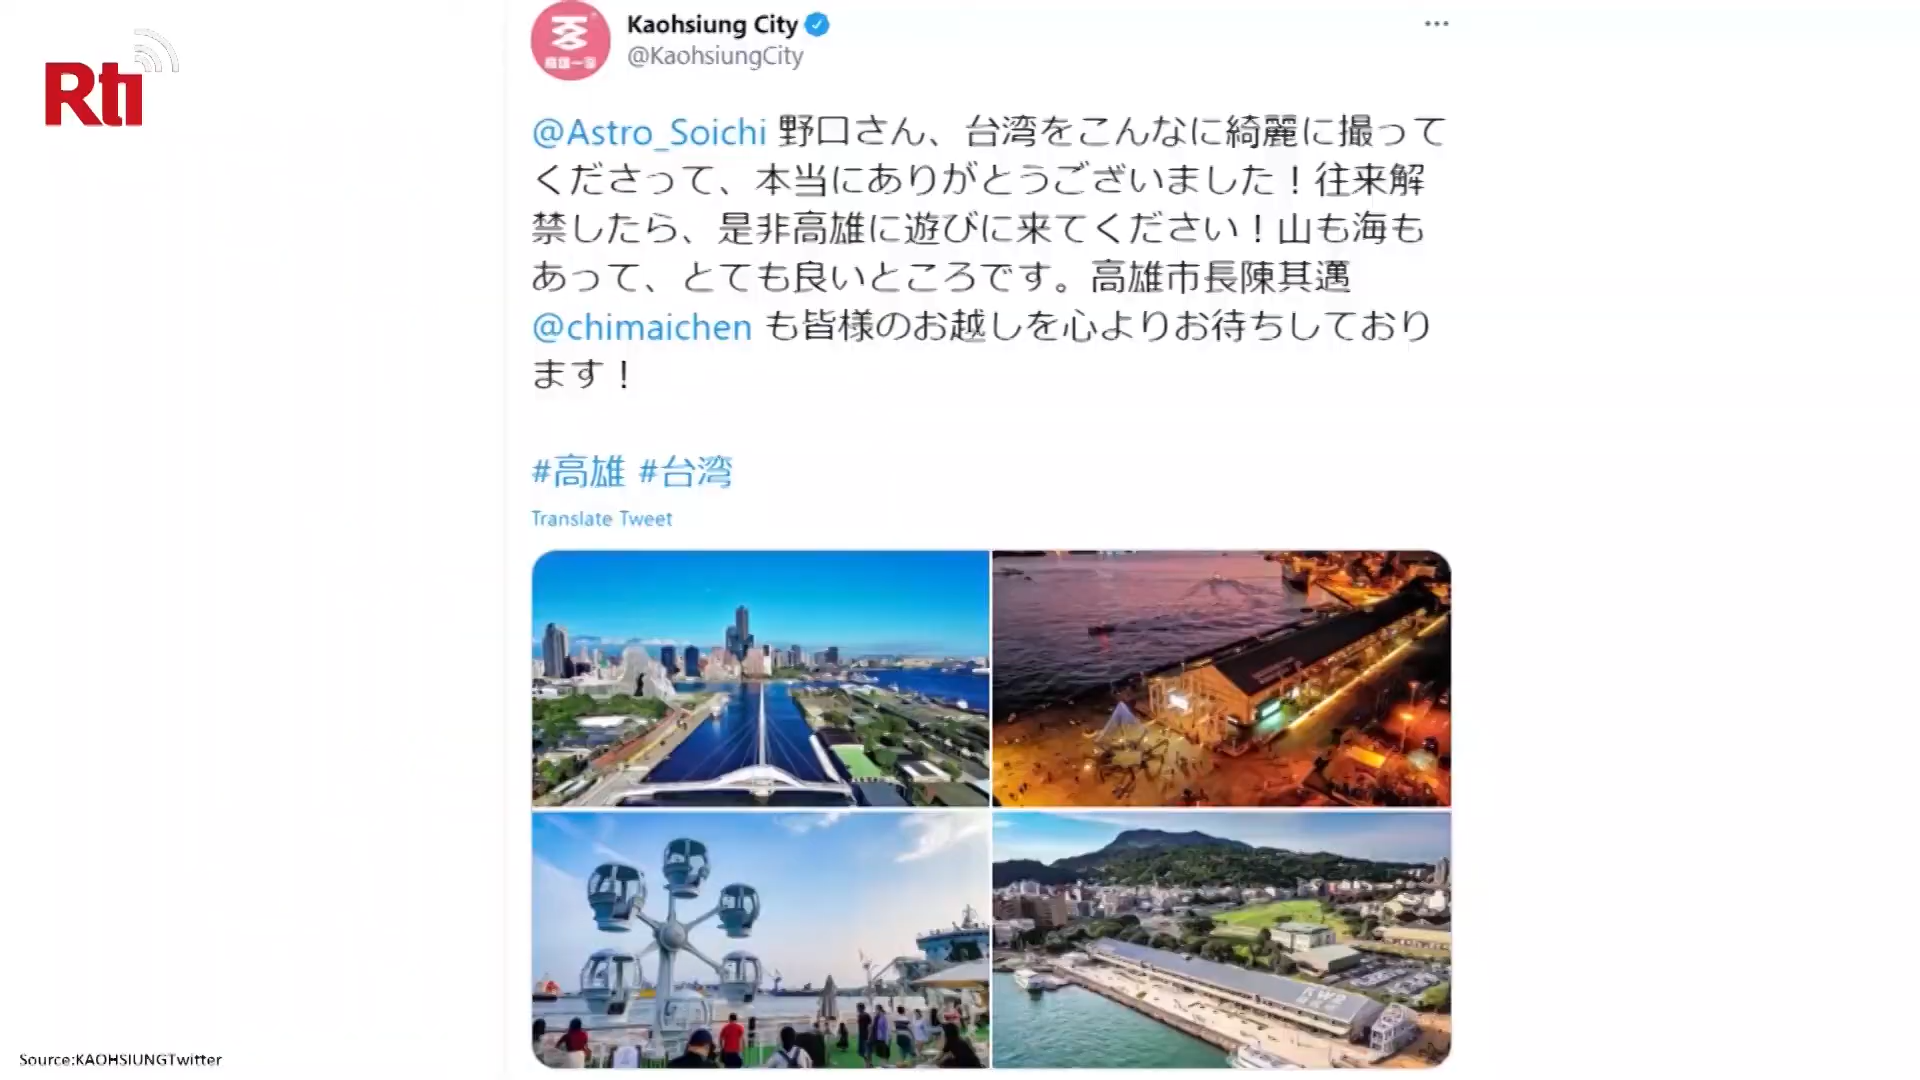 Rti
Kaohsiung City
@KaohsiungCity
高雄一家
@Astro_Soichi 野口さん、台湾をこんなに綺麗に撮って
くださって、本当にありがとうございました！往来解
禁したら、是非高雄に遊びに来てください！山も海も
あって、とても良いところです。高雄市長陳其邁
@chimaichen も皆様のお越しを心よりお待ちしており
ます！
#高雄 #台湾
Translate Tweet
KW2
Source:KAOHSIUNGTwitter